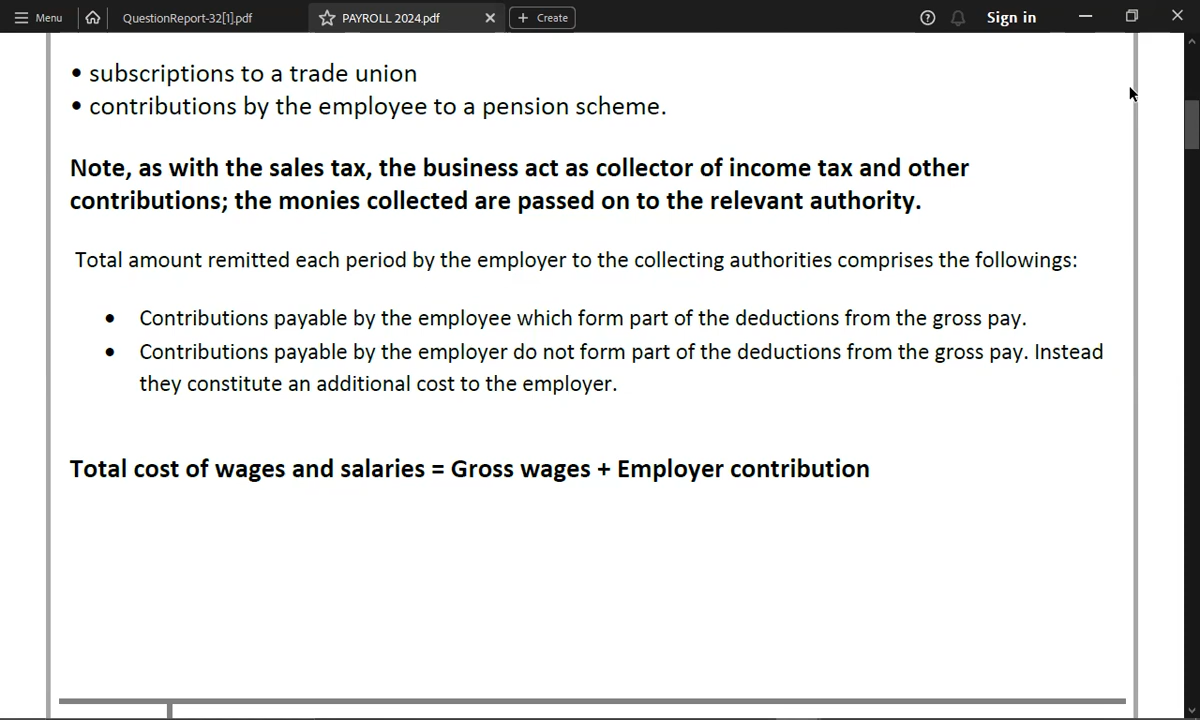 Menu
QuestionReport-32[1].pdf
PAYROLL 2024.pdf
Create
Sign in
• subscriptions to a trade union
• contributions by the employee to a pension scheme.
Note, as with the sales tax, the business act as collector of income tax and other
contributions; the monies collected are passed on to the relevant authority.
Total amount remitted each period by the employer to the collecting authorities comprises the followings:
• Contributions payable by the employee which form part of the deductions from the gross pay.
• Contributions payable by the employer do not form part of the deductions from the gross pay. Instead
they constitute an additional cost to the employer.
Total cost of wages and salaries = Gross wages + Employer contribution